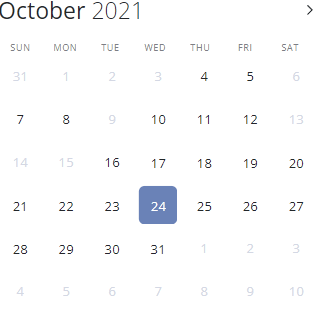 October 2021
SUN MON TUE WED THU FRI SAT
31 1 2 3 4 5 6
7 8 9 10 11 12 13
14 15 16 17 18 19 20
21 22 23 24 25 26 27
28 29 30 31 1 2 3
4 5 6 7 8 9 10